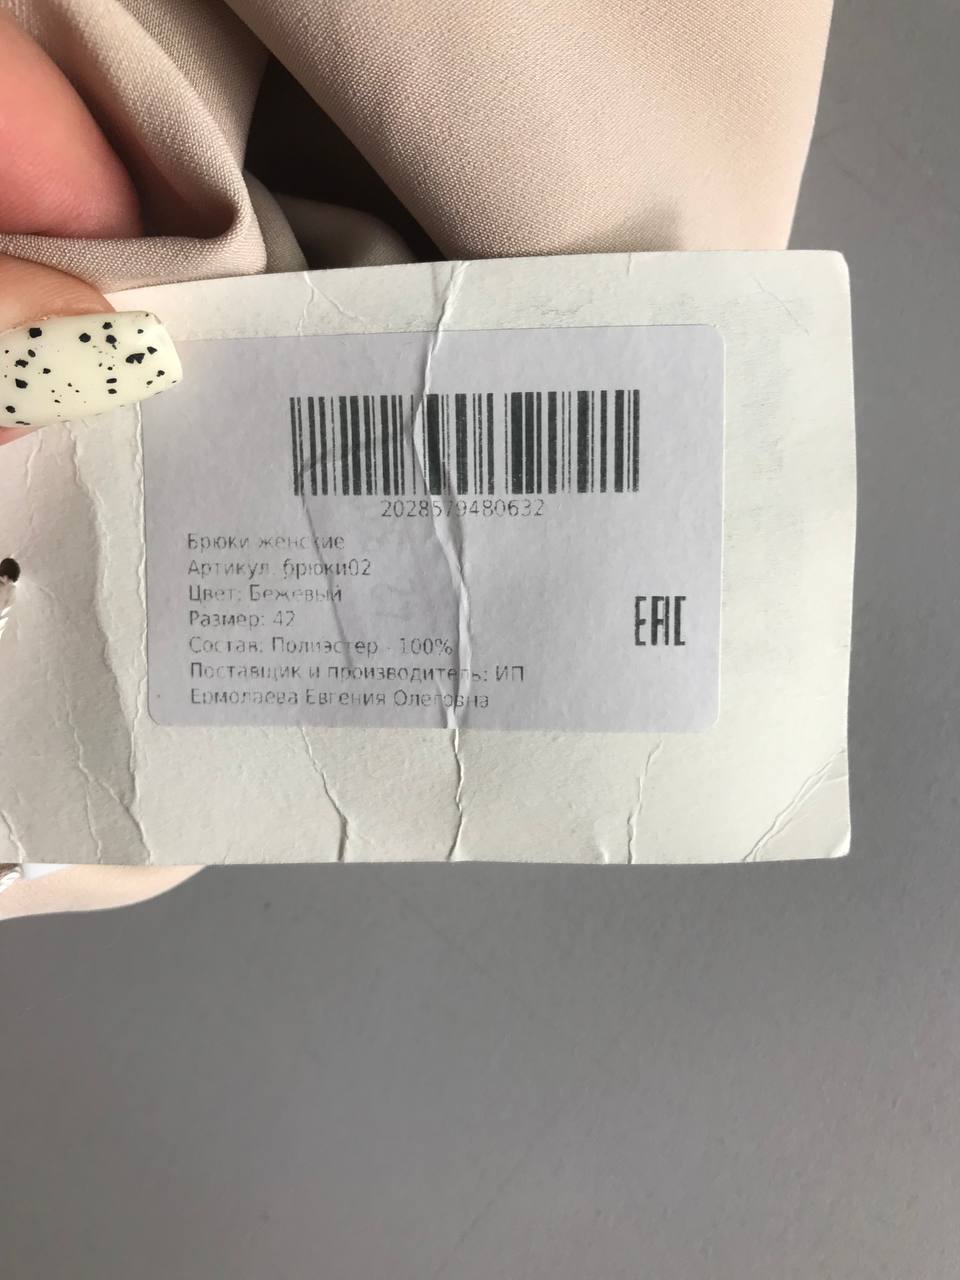 2028579480632
Брюки женские
Артикул: брюки02
Цвет: Бежевый
Размер: 42
Состав: Полиэстер - 100%
Поставщик и производитель: ИП
Ермолаева Евгения Олеговна
EAC